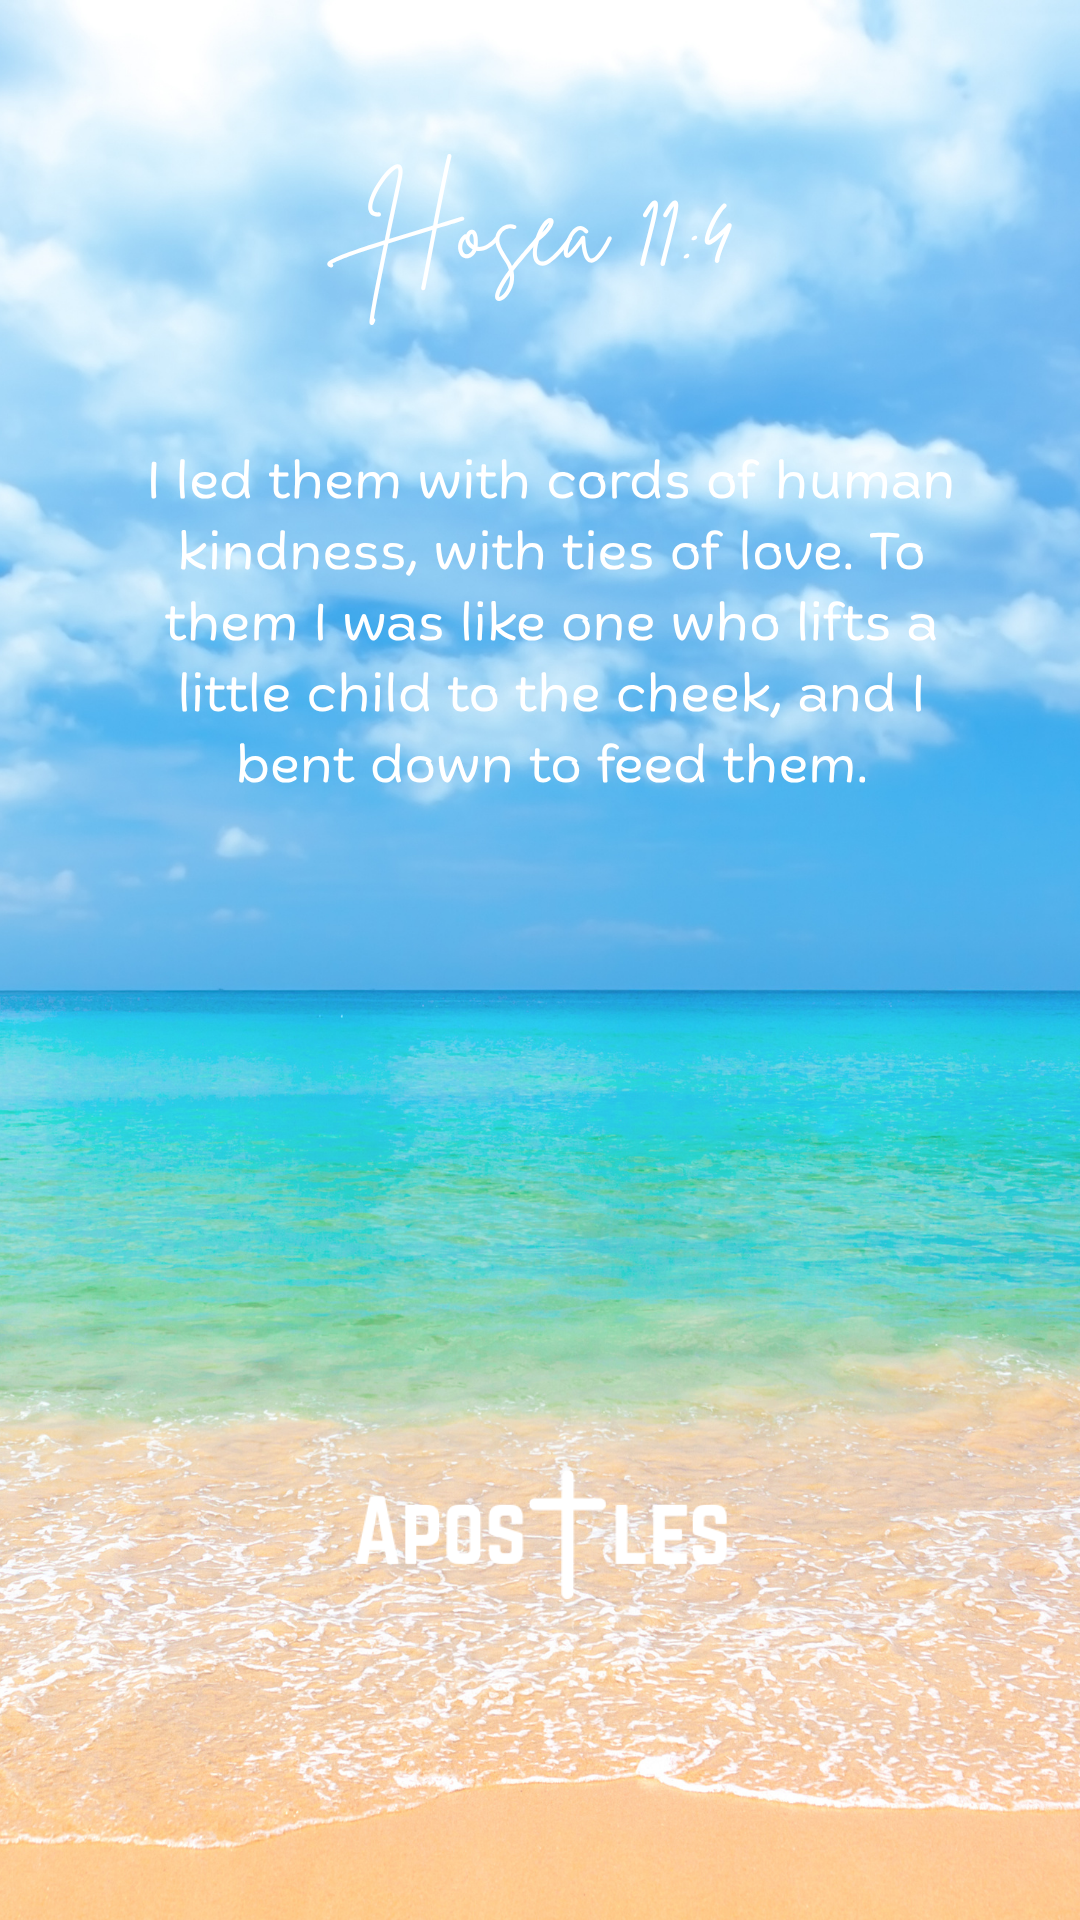 Hosea 11:4
I led them with cords of human
kindness, with ties of love. To
them I was like one who lifts a
little child to the cheek, and I
bent down to feed them.
APOSTLES